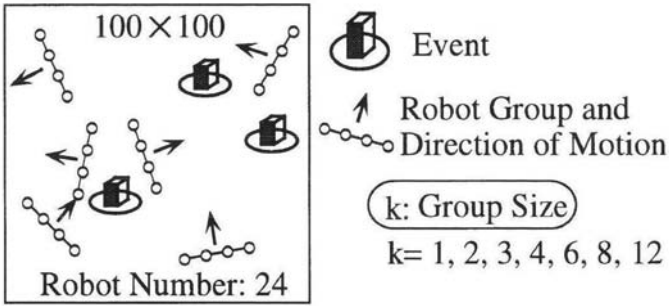 100×100
Robot Number: 24
Event
Robot Group and
Direction of Motion
k: Group Size
k= 1, 2, 3, 4, 6, 8, 12